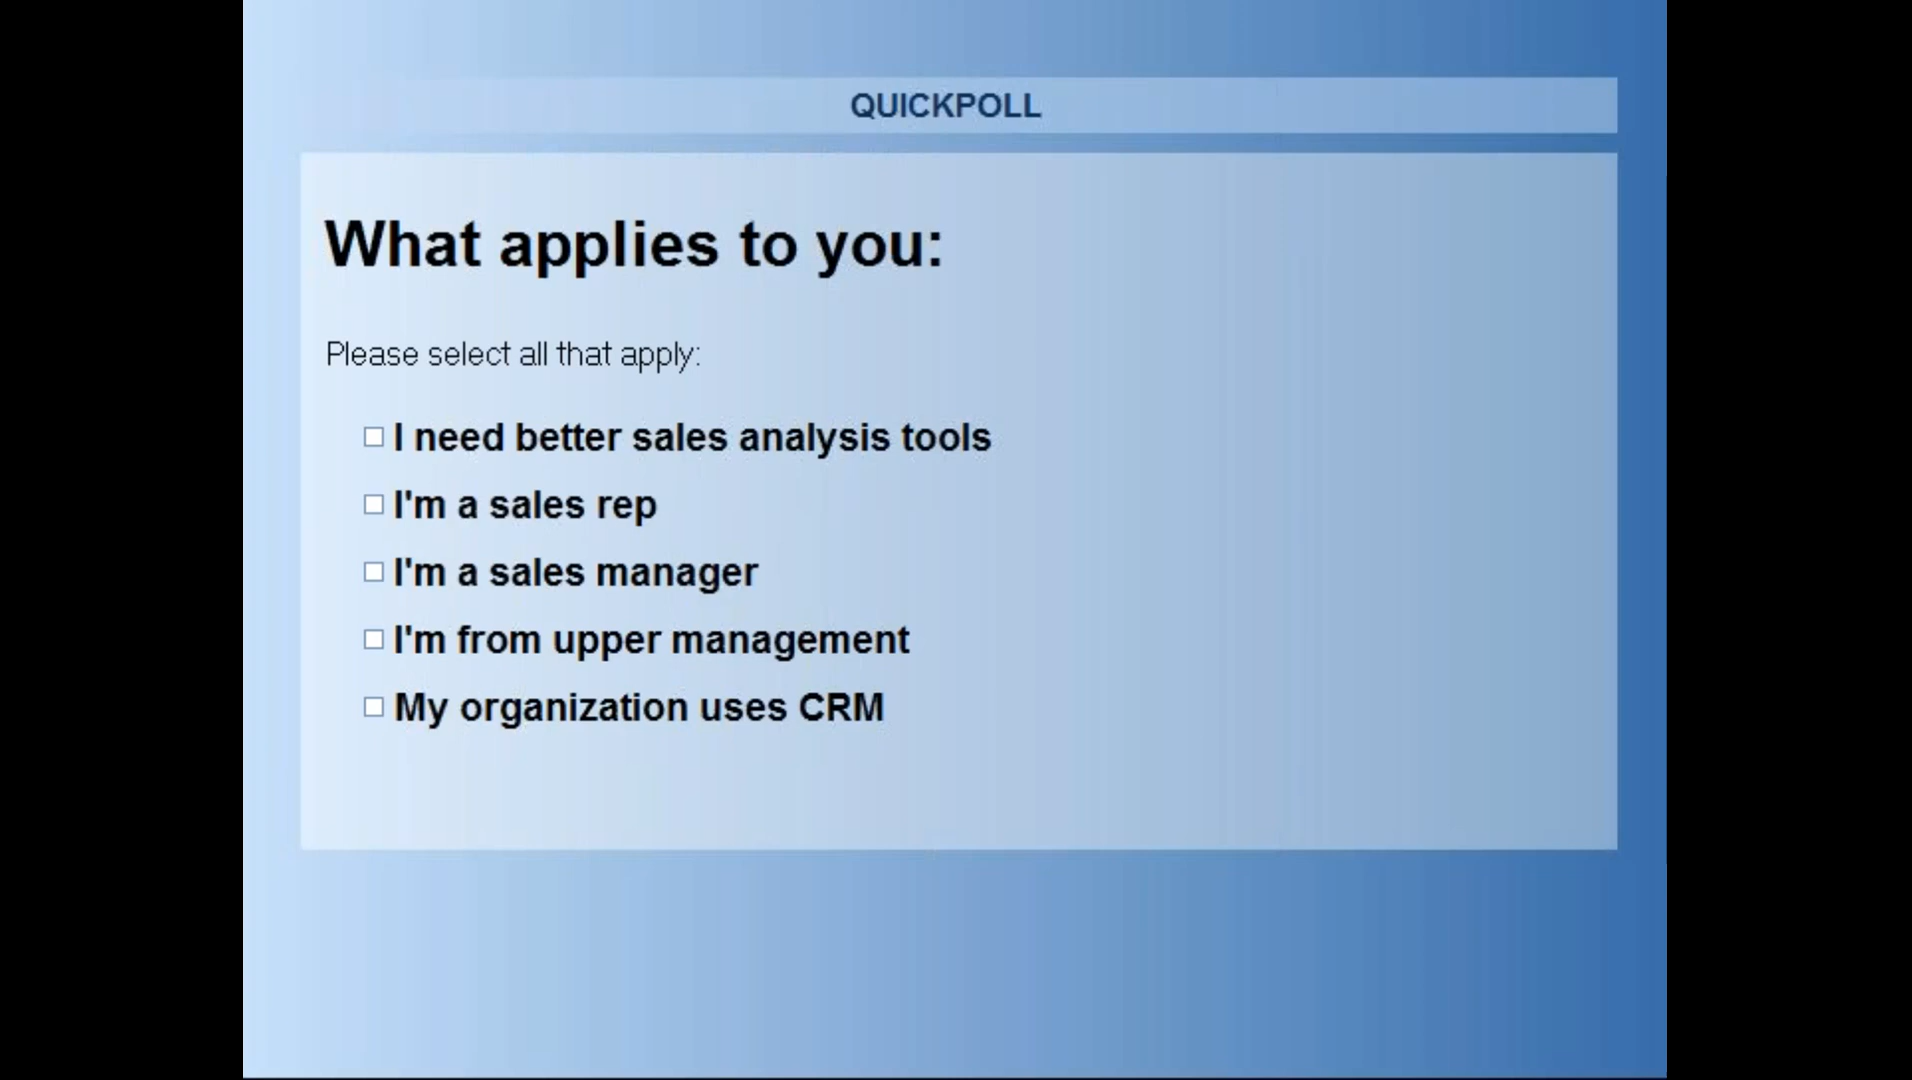 QUICKPOLL
What applies to you:
Please select all that apply:
I need better sales analysis tools
I'm a sales rep
I'm a sales manager
I'm from upper management
My organization uses CRM